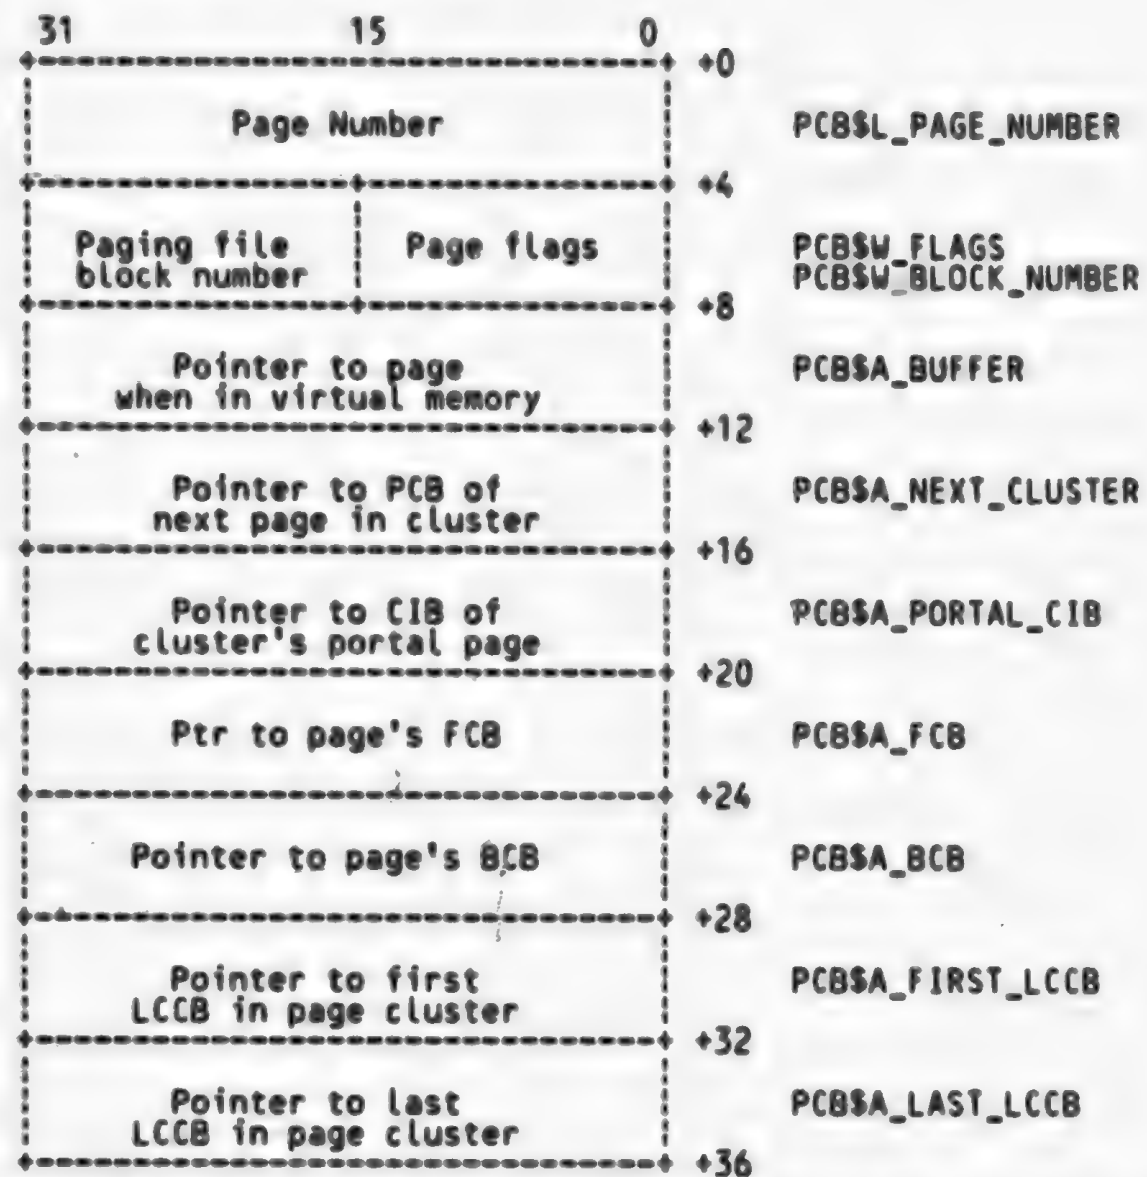 31 15 0
+0
Page Number PCB$L_PAGE_NUMBER
+4
Paging file Page flags PCB$W_FLAGS
block number PCB$W_BLOCK_NUMBER
+8
Pointer to page PCB$A_BUFFER
when in virtual memory
+12
Pointer to PCB of PCB$A_NEXT_CLUSTER
next page in cluster
+16
Pointer to CIB of PCB$A_PORTAL_CIB
cluster's portal page
+20
Ptr to page's FCB PCB$A_FCB
+24
Pointer to page's BCB PCB$A_BCB
+28
Pointer to first PCB$A_FIRST_LCCB
LCCB in page cluster
+32
Pointer to last PCB$A_LAST_LCCB
LCCB in page cluster
+36